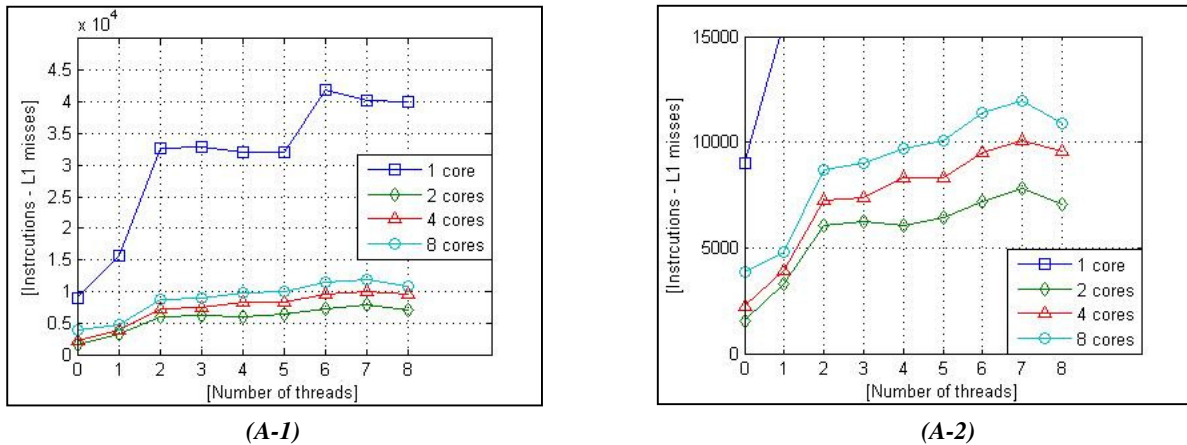 x 10⁴
4.5
4
3.5
3
2.5
2
1.5
1
0.5
0
[Instrcutions - L1 misses]
0 1 2 3 4 5 6 7 8
[Number of threads]
1 core
2 cores
4 cores
8 cores
(A-1)
15000
10000
5000
0
[Instrcutions - L1 misses]
0 1 2 3 4 5 6 7 8
[Number of threads]
1 core
2 cores
4 cores
8 cores
(A-2)